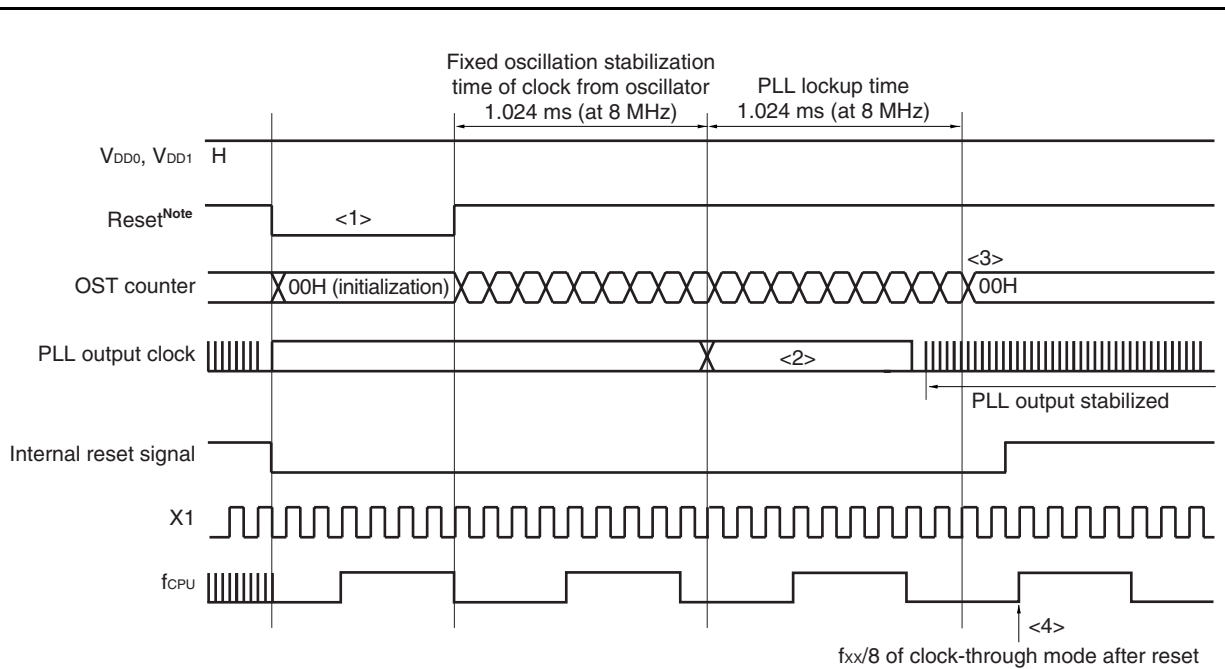 Fixed oscillation stabilization
time of clock from oscillator
1.024 ms (at 8 MHz)
PLL lockup time
1.024 ms (at 8 MHz)
VDD0, VDD1 H
ResetNote
<1>
OST counter
00H (initialization)
<3>
00H
PLL output clock
<2>
PLL output stabilized
Internal reset signal
X1
fCPU
<4>
fxx/8 of clock-through mode after reset